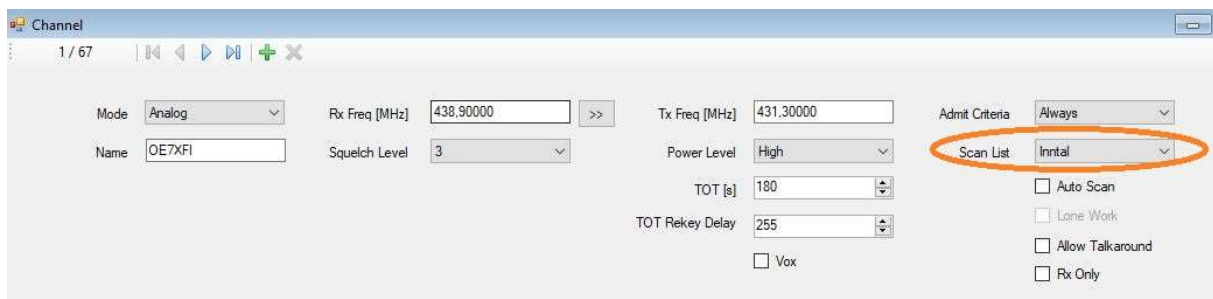 Channel
1 / 67
Mode Analog Rx Freq [MHz] 438,90000 >> Tx Freq [MHz] 431,30000 Admit Criteria Always
Name OE7XFI Squelch Level 3 Power Level High Scan List Inntal
TOT [s] 180 Auto Scan
Lone Work
TOT Rekey Delay 255
Allow Talkaround
Vox
Rx Only